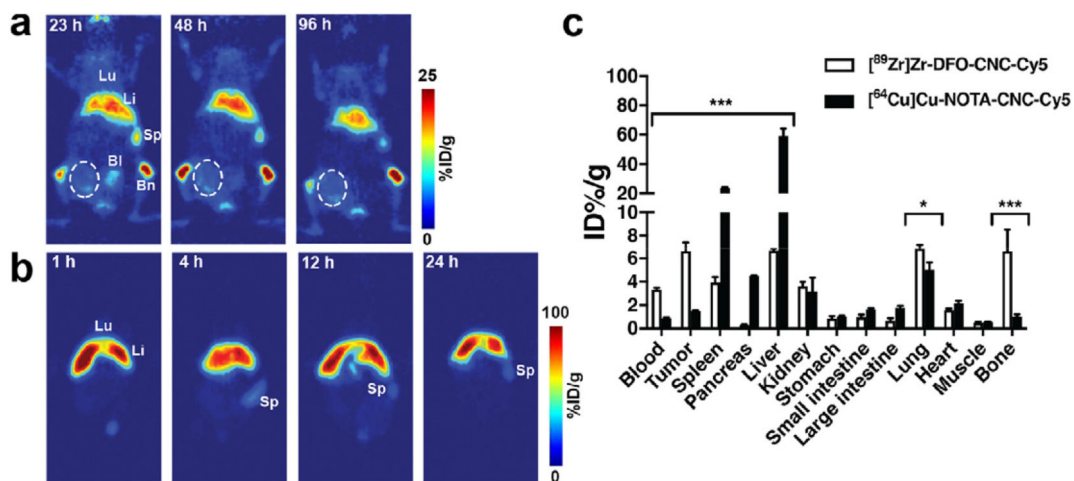 a
23 h
48 h
96 h
Lu
Li
Sp
Bl
Bn
25
%ID/g
0
b
1 h
4 h
12 h
24 h
Lu
Li
Sp
Sp
Sp
100
%ID/g
0
c
[⁸⁹Zr]Zr-DFO-CNC-Cy5
[⁶⁴Cu]Cu-NOTA-CNC-Cy5
ID%/g
100
80
60
40
20
10
8
6
4
2
0
***
*
***
Blood
Tumor
Spleen
Pancreas
Liver
Kidney
Stomach
Small intestine
Large intestine
Lung
Heart
Muscle
Bone